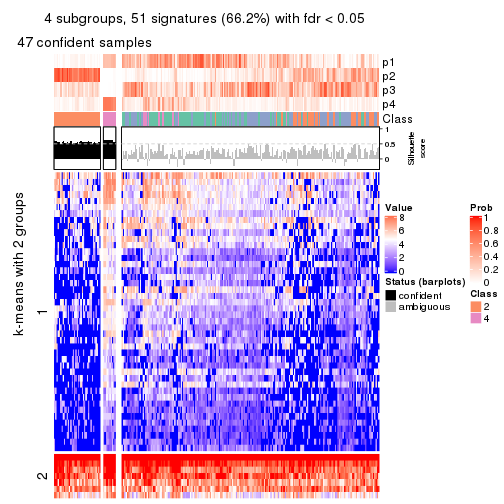 4 subgroups, 51 signatures (66.2%) with fdr < 0.05
47 confident samples
p1
p2
p3
p4
Class
1
0.5
0
Silhouette
score
k-means with 2 groups
1
2
Value
8
6
4
2
0
Status (barplots)
confident
ambiguous
Prob
1
0.8
0.6
0.4
0.2
0
Class
2
4